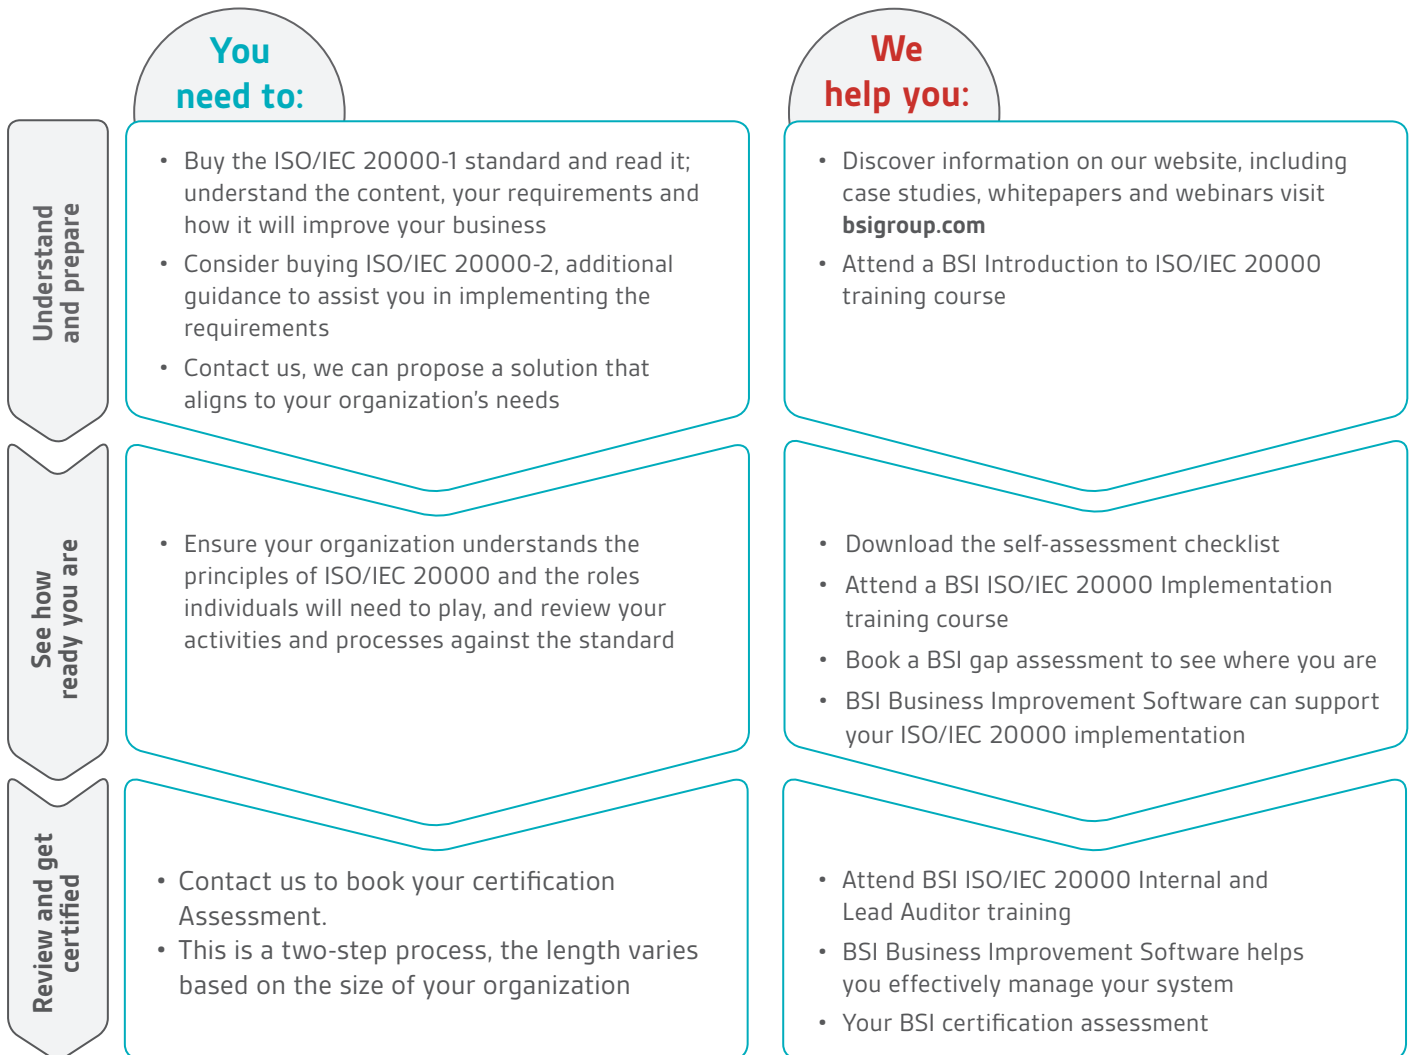 You
need to:
We
help you:
Understand
and prepare
• Buy the ISO/IEC 20000-1 standard and read it;
understand the content, your requirements and
how it will improve your business
• Consider buying ISO/IEC 20000-2, additional
guidance to assist you in implementing the
requirements
• Contact us, we can propose a solution that
aligns to your organization's needs
• Discover information on our website, including
case studies, whitepapers and webinars visit
bsigroup.com
• Attend a BSI Introduction to ISO/IEC 20000
training course
See how
ready you are
• Ensure your organization understands the
principles of ISO/IEC 20000 and the roles
individuals will need to play, and review your
activities and processes against the standard
• Download the self-assessment checklist
• Attend a BSI ISO/IEC 20000 Implementation
training course
• Book a BSI gap assessment to see where you are
• BSI Business Improvement Software can support
your ISO/IEC 20000 implementation
Review and get
certified
• Contact us to book your certification
Assessment.
• This is a two-step process, the length varies
based on the size of your organization
• Attend BSI ISO/IEC 20000 Internal and
Lead Auditor training
• BSI Business Improvement Software helps
you effectively manage your system
• Your BSI certification assessment